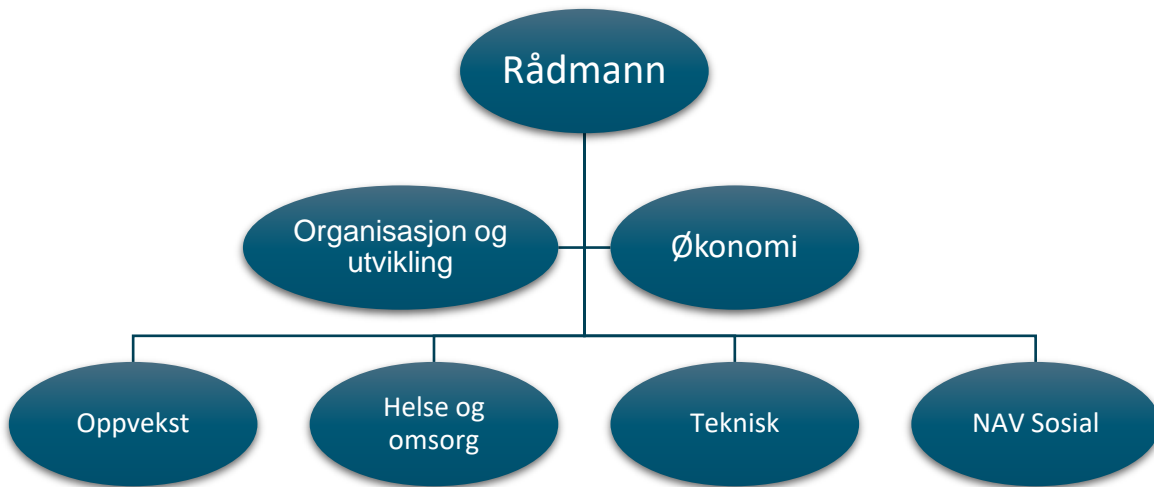 Rådmann
Organisasjon og
utvikling
Økonomi
Oppvekst
Helse og
omsorg
Teknisk
NAV Sosial